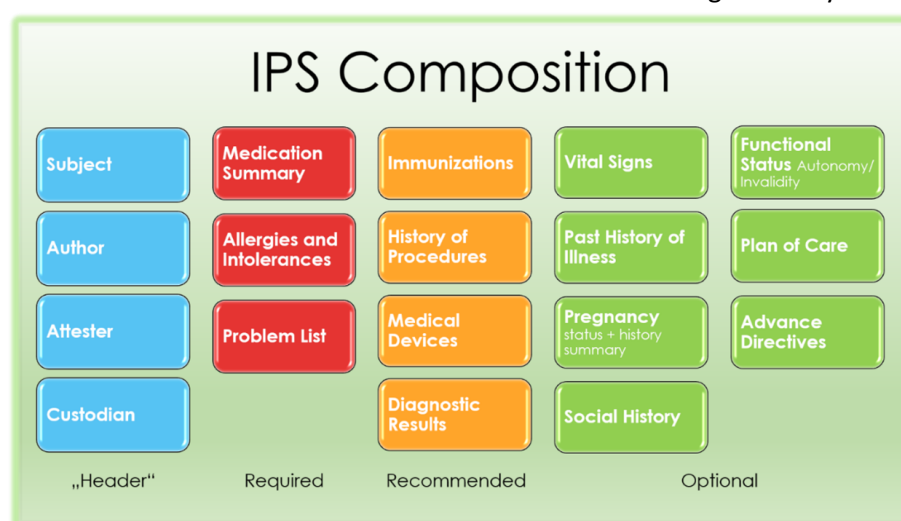 IPS Composition
Subject
Author
Attester
Custodian
„Header“
Medication
Summary
Allergies and
Intolerances
Problem List
Required
Immunizations
History of
Procedures
Medical
Devices
Diagnostic
Results
Recommended
Vital Signs
Past History of
Illness
Pregnancy
status + history
summary
Social History
Functional
Status Autonomy/
Invalidity
Plan of Care
Advance
Directives
Optional